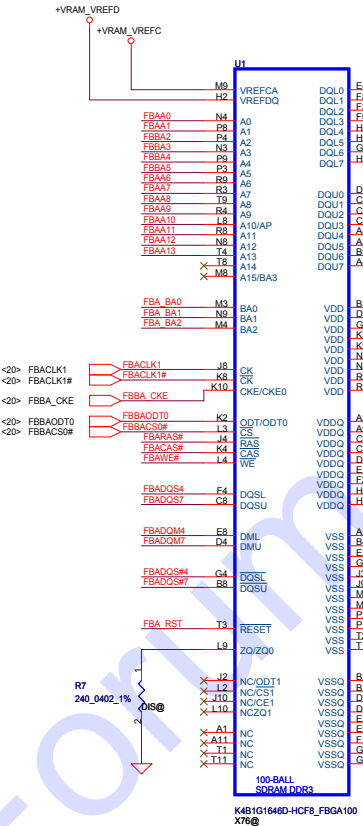 +VRAM_VREFD
+VRAM_VREFC
U1
M9 VREFCA DQL0
H2 VREFDQ DQL1
DQL2
FBAA0 N4 A0 DQL3
FBAA1 P8 A1 DQL4
FBBA2 P4 A2 DQL5
FBBA3 N3 A3 DQL6
FBBA4 P9 A4 DQL7
FBBA5 P3 A5
FBAA6 R9 A6
FBAA7 R3 A7 DQU0
FBAA8 T9 A8 DQU1
FBAA9 R4 A9 DQU2
FBAA10 L8 A10/AP DQU3
FBAA11 R8 A11 DQU4
FBAA12 N8 A12 DQU5
FBAA13 T4 A13 DQU6
T8 A14 DQU7
M8 A15/BA3
FBA_BA0 M3 BA0 VDD
FBA_BA1 N9 BA1 VDD
FBA_BA2 M4 BA2 VDD
VDD
VDD
VDD
<20> FBACLK1 FBACLK1 J8 CK VDD
<20> FBACLK1# FBACLK1# K8 CK VDD
<20> FBBA_CKE FBBA_CKE K10 CKE/CKE0 VDD
<20> FBBAODT0 FBBAODT0 K2 ODT/ODT0 VDDQ
<20> FBBACS0# FBBACS0# L3 CS VDDQ
FBARAS# J4 RAS VDDQ
FBACAS# K4 CAS VDDQ
FBAWE# L4 WE VDDQ
VDDQ
VDDQ
FBADQS4 F4 DQSL VDDQ
FBADQS7 C8 DQSU VDDQ
FBADQM4 E8 DML VSS
FBADQM7 D4 DMU VSS
VSS
VSS
FBADQS#4 G4 DQSL VSS
FBADQS#7 B8 DQSU VSS
VSS
VSS
VSS
FBA_RST T3 RESET VSS
VSS
L9 ZQ/ZQ0 VSS
1
R7
240_0402_1%
DIS@
2
J2 NC/ODT1 VSSQ
L2 NC/CS1 VSSQ
J10 NC/CE1 VSSQ
L10 NCZQ1 VSSQ
VSSQ
A1 NC VSSQ
A11 NC VSSQ
T1 NC VSSQ
T11 NC VSSQ
100-BALL
SDRAM DDR3
K4B1G1646D-HCF8_FBGA100
X76@